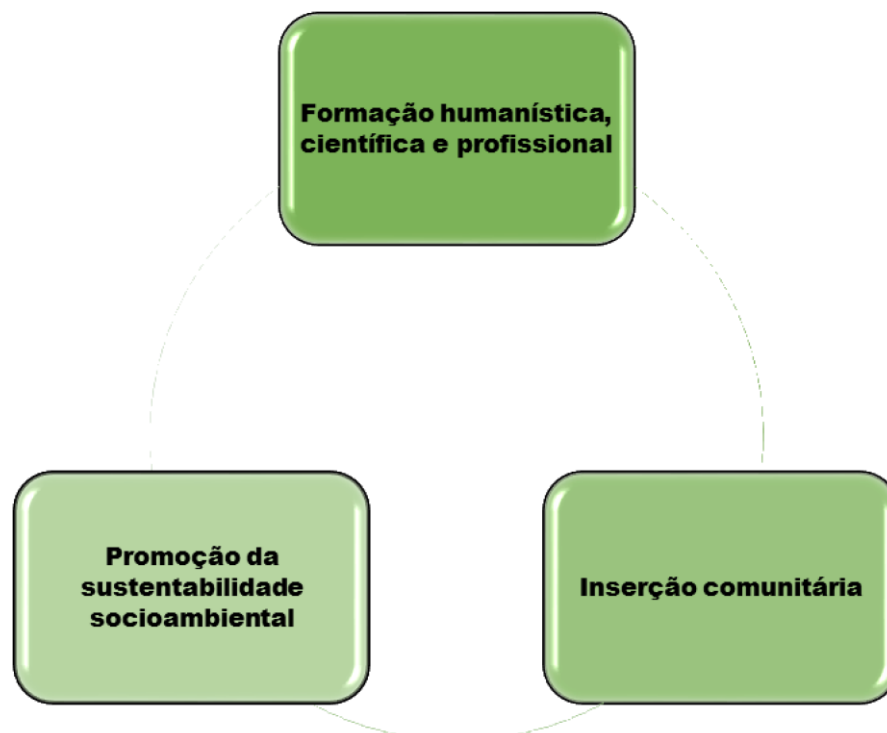 Formação humanística,
científica e profissional
Promoção da
sustentabilidade
socioambiental
Inserção comunitária